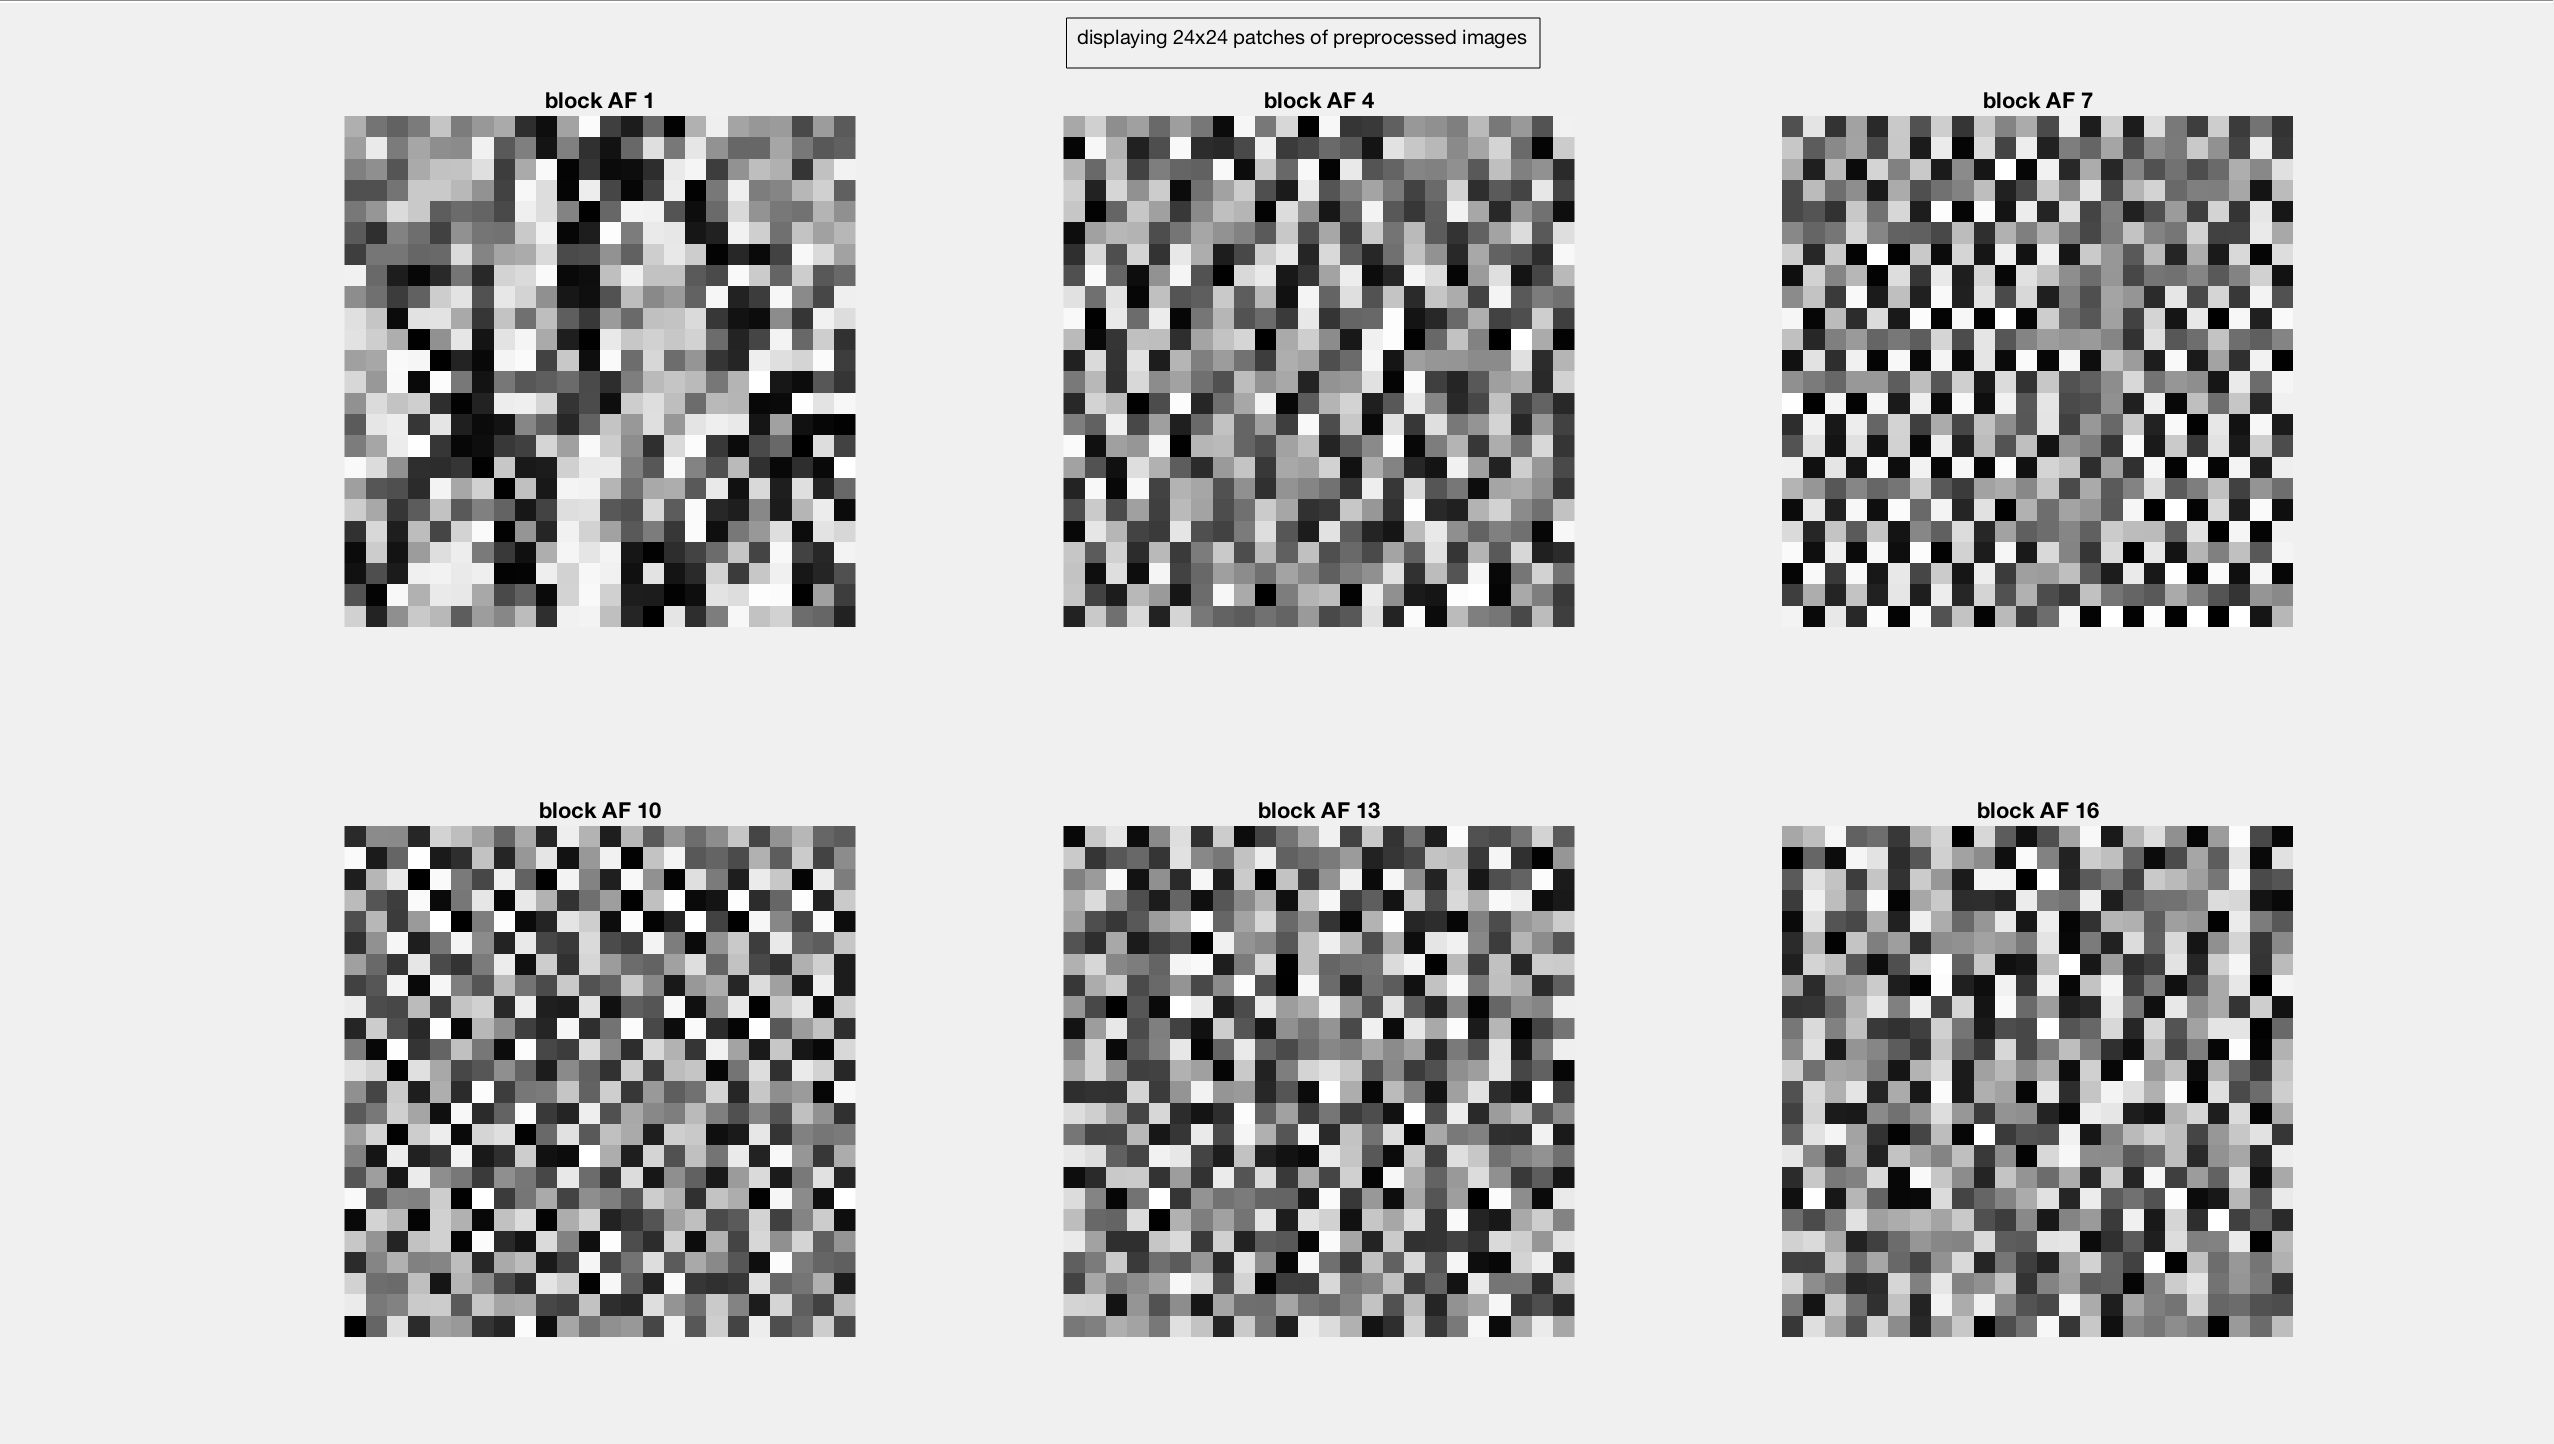 displaying 24x24 patches of preprocessed images
block AF 1
block AF 4
block AF 7
block AF 10
block AF 13
block AF 16